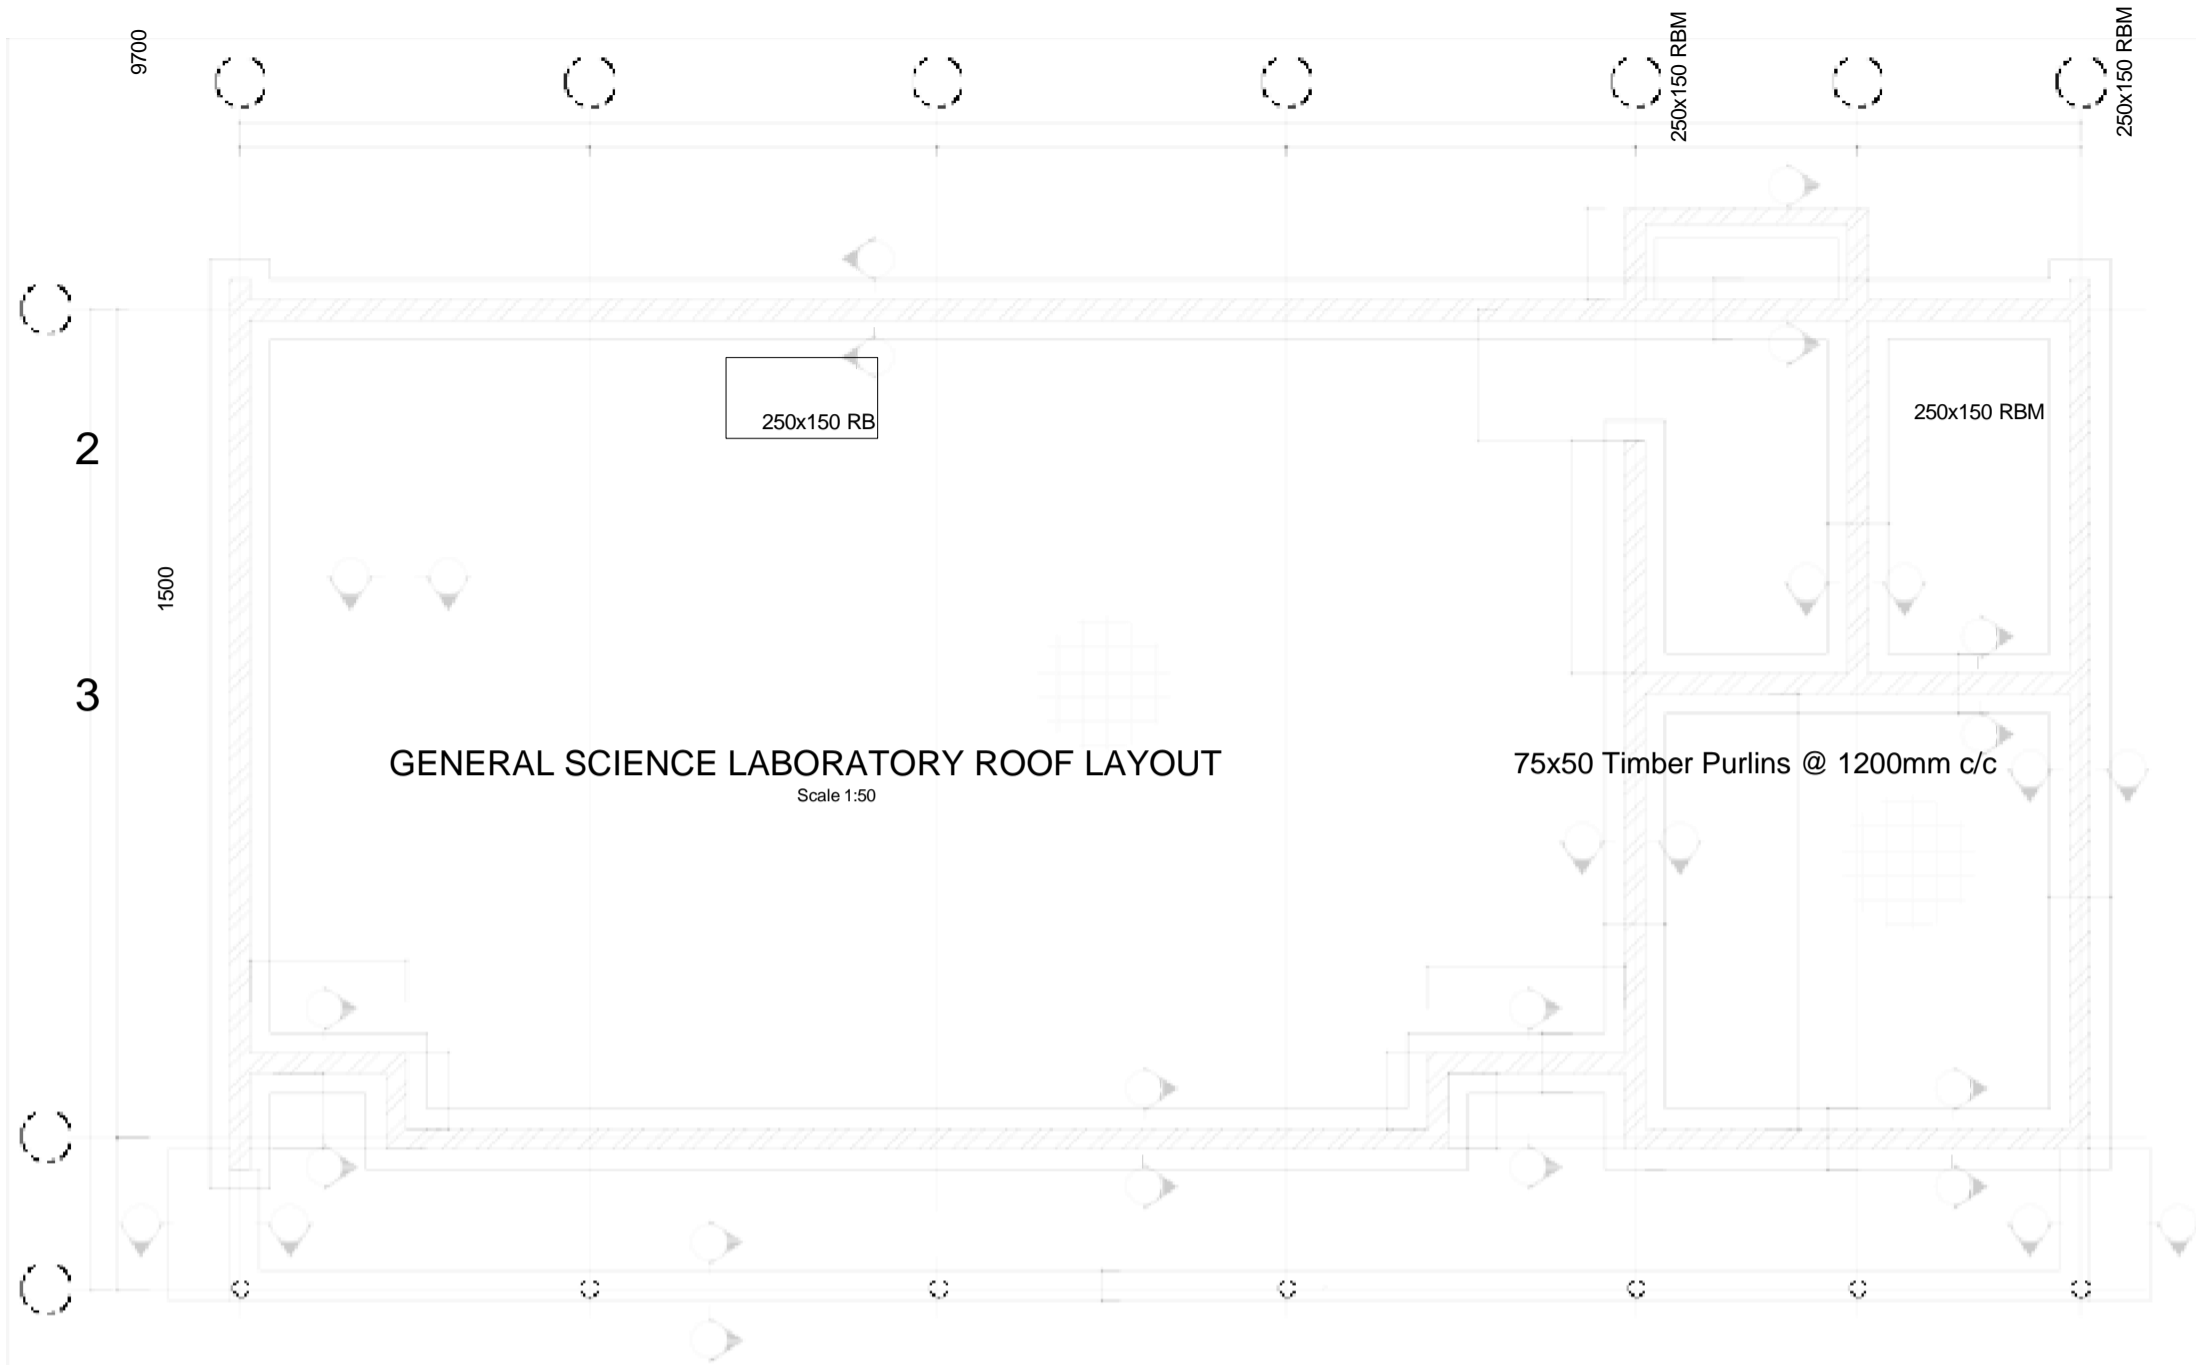 9700
250x150 RBM
250x150 RBM
250x150 RB
250x150 RBM
2
1500
3
GENERAL SCIENCE LABORATORY ROOF LAYOUT
75x50 Timber Purlins @ 1200mm c/c
Scale 1:50